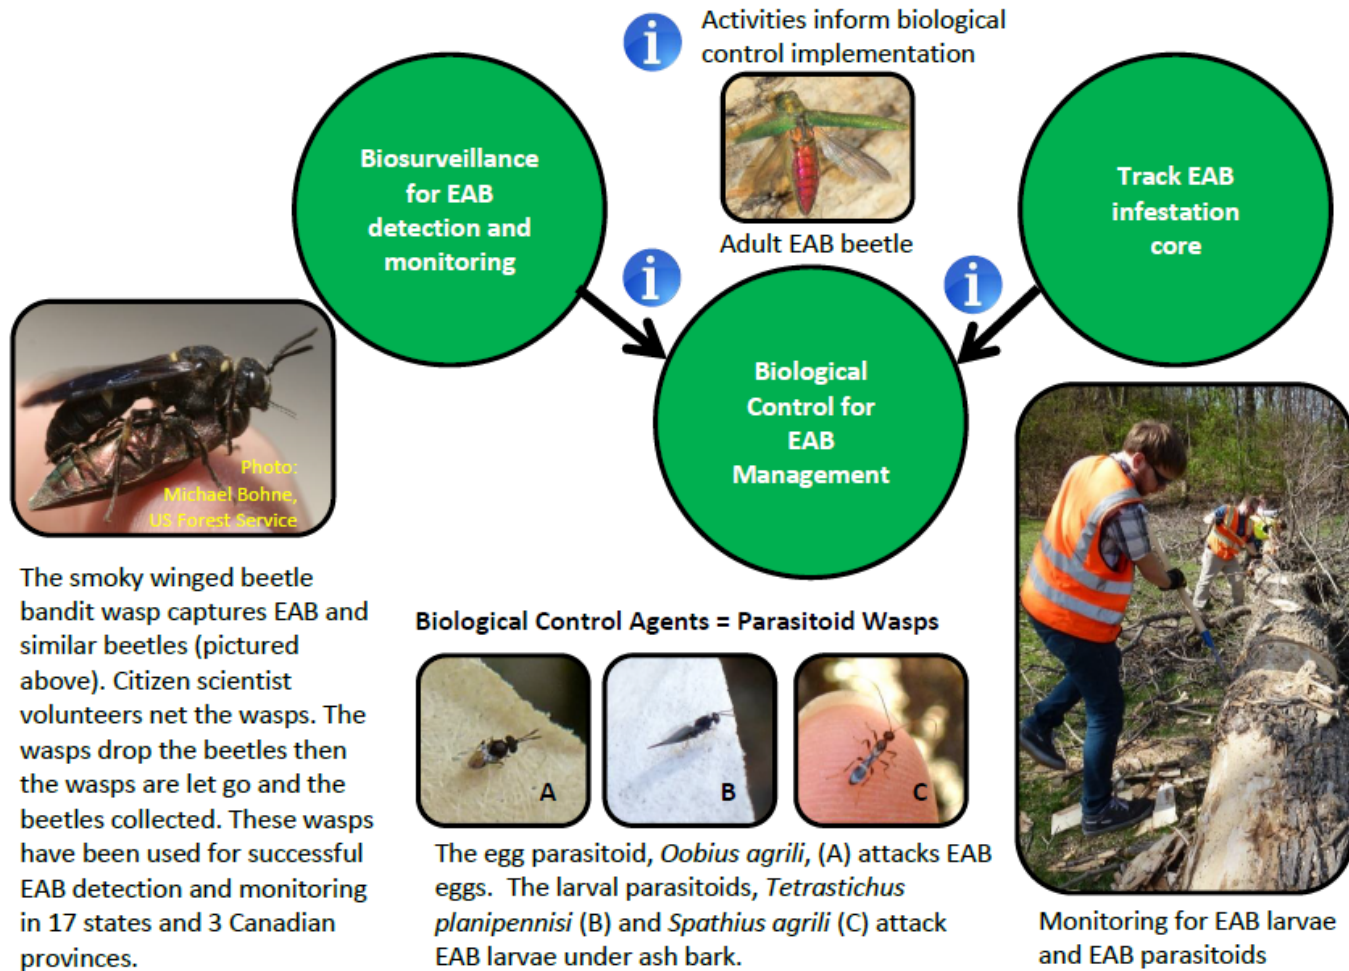 Activities inform biological
control implementation
Biosurveillance
for EAB
detection and
monitoring
Adult EAB beetle
Track EAB
infestation
core
Biological
Control for
EAB
Management
Photo:
Michael Bohne,
US Forest Service
The smoky winged beetle
bandit wasp captures EAB and
similar beetles (pictured
above). Citizen scientist
volunteers net the wasps. The
wasps drop the beetles then
the wasps are let go and the
beetles collected. These wasps
have been used for successful
EAB detection and monitoring
in 17 states and 3 Canadian
provinces.
Biological Control Agents = Parasitoid Wasps
A
B
C
The egg parasitoid, Oobius agrili, (A) attacks EAB
eggs. The larval parasitoids, Tetrastichus
planipennisi (B) and Spathius agrili (C) attack
EAB larvae under ash bark.
Monitoring for EAB larvae
and EAB parasitoids